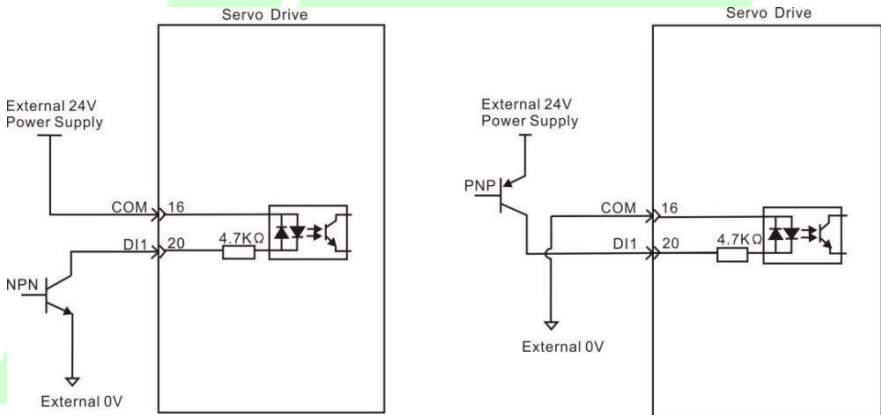 Servo Drive
External 24V
Power Supply
COM
16
DI1
20
4.7KΩ
NPN
External 0V
Servo Drive
External 24V
Power Supply
PNP
COM
16
DI1
20
4.7KΩ
External 0V